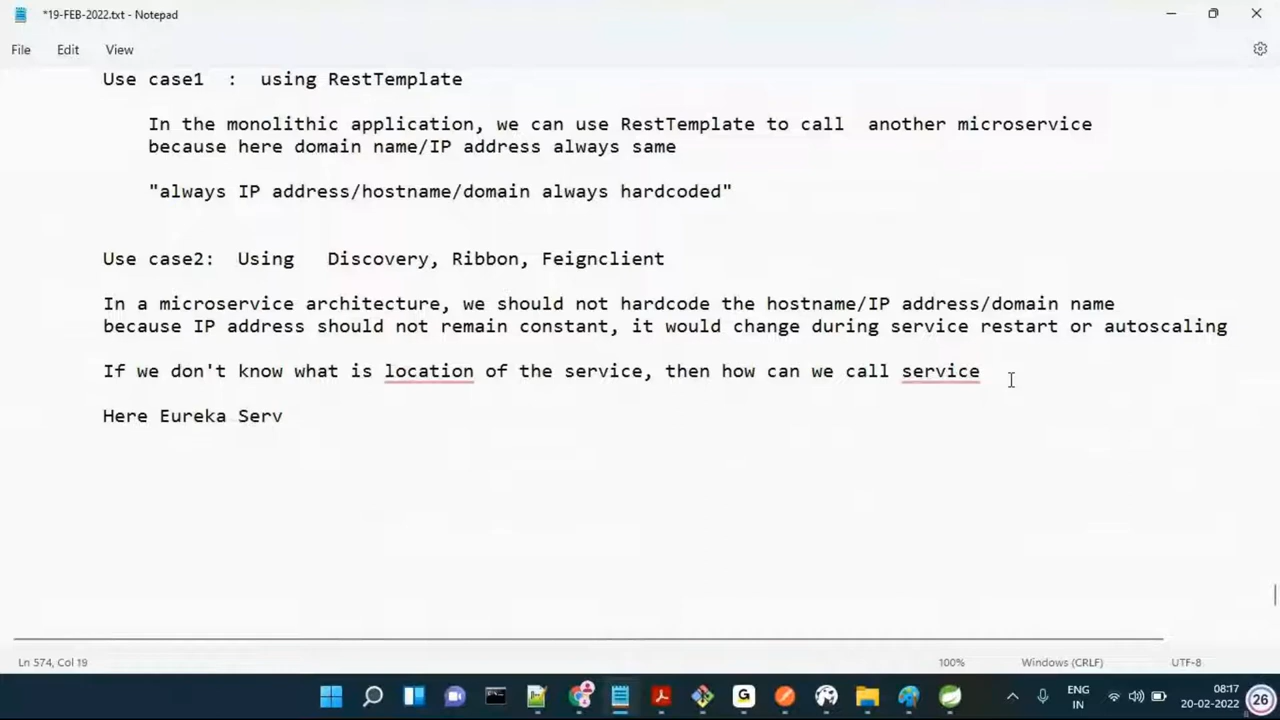 *19-FEB-2022.txt - Notepad
File Edit View
Use case1 : using RestTemplate
In the monolithic application, we can use RestTemplate to call another microservice
because here domain name/IP address always same
"always IP address/hostname/domain always hardcoded"
Use case2: Using Discovery, Ribbon, Feignclient
In a microservice architecture, we should not hardcode the hostname/IP address/domain name
because IP address should not remain constant, it would change during service restart or autoscaling
If we don't know what is location of the service, then how can we call service
Here Eureka Serv
Ln 574, Col 19 100% Windows (CRLF) UTF-8
ENG 08:17
IN 20-02-2022 26